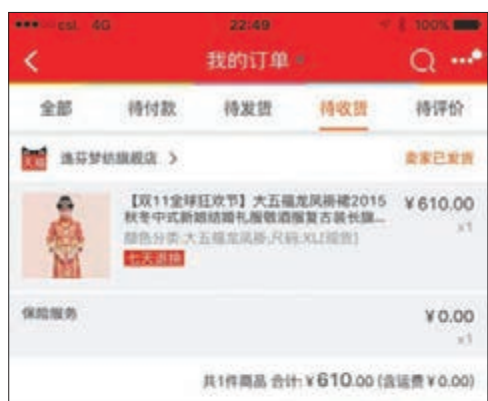 csl. 4G 22:49 100%
我的订单
全部 待付款 待发货 待收货 待评价
天猫 逸芬梦纺旗舰店 > 卖家已发货
【双11全球狂欢节】大五福龙凤褂裙2015 ¥610.00
秋冬中式新娘结婚礼服敬酒服复古装长旗... x1
颜色分类:大五福龙凤褂;尺码:XL[现货]
七天退换
保险服务 ¥0.00
x1
共1件商品 合计:¥610.00 (含运费¥0.00)